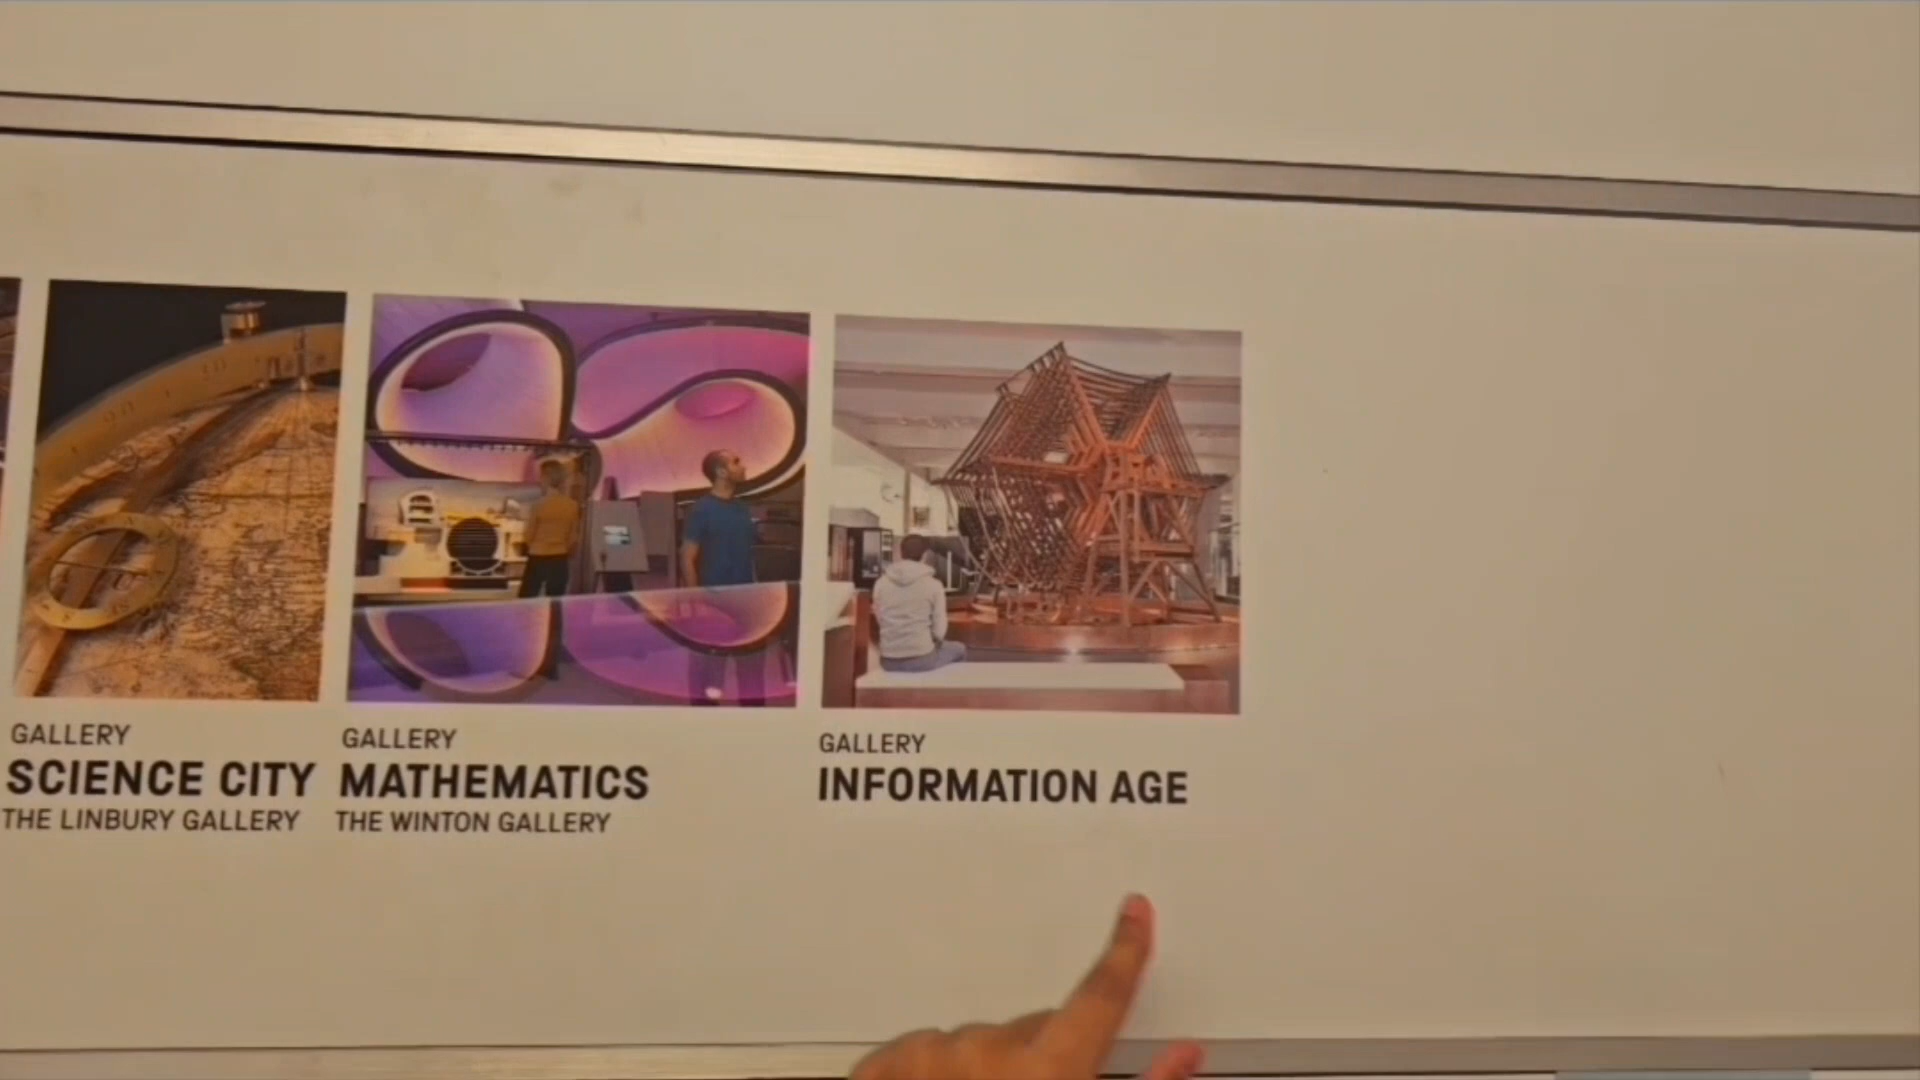 GALLERY
SCIENCE CITY
THE LINBURY GALLERY
GALLERY
MATHEMATICS
THE WINTON GALLERY
GALLERY
INFORMATION AGE